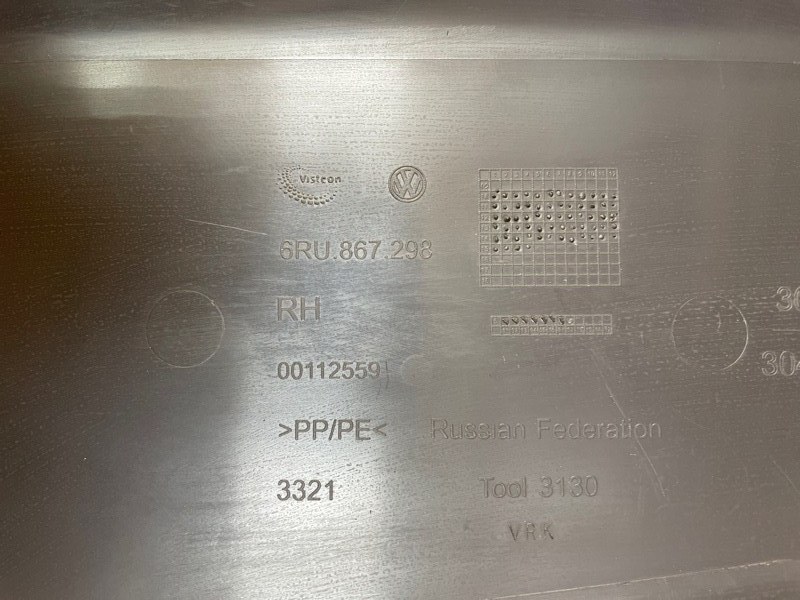 Visteon
6RU.867.298
RH
00112559
>PP/PE< Russian Federation
3321 Tool 3130
VRK